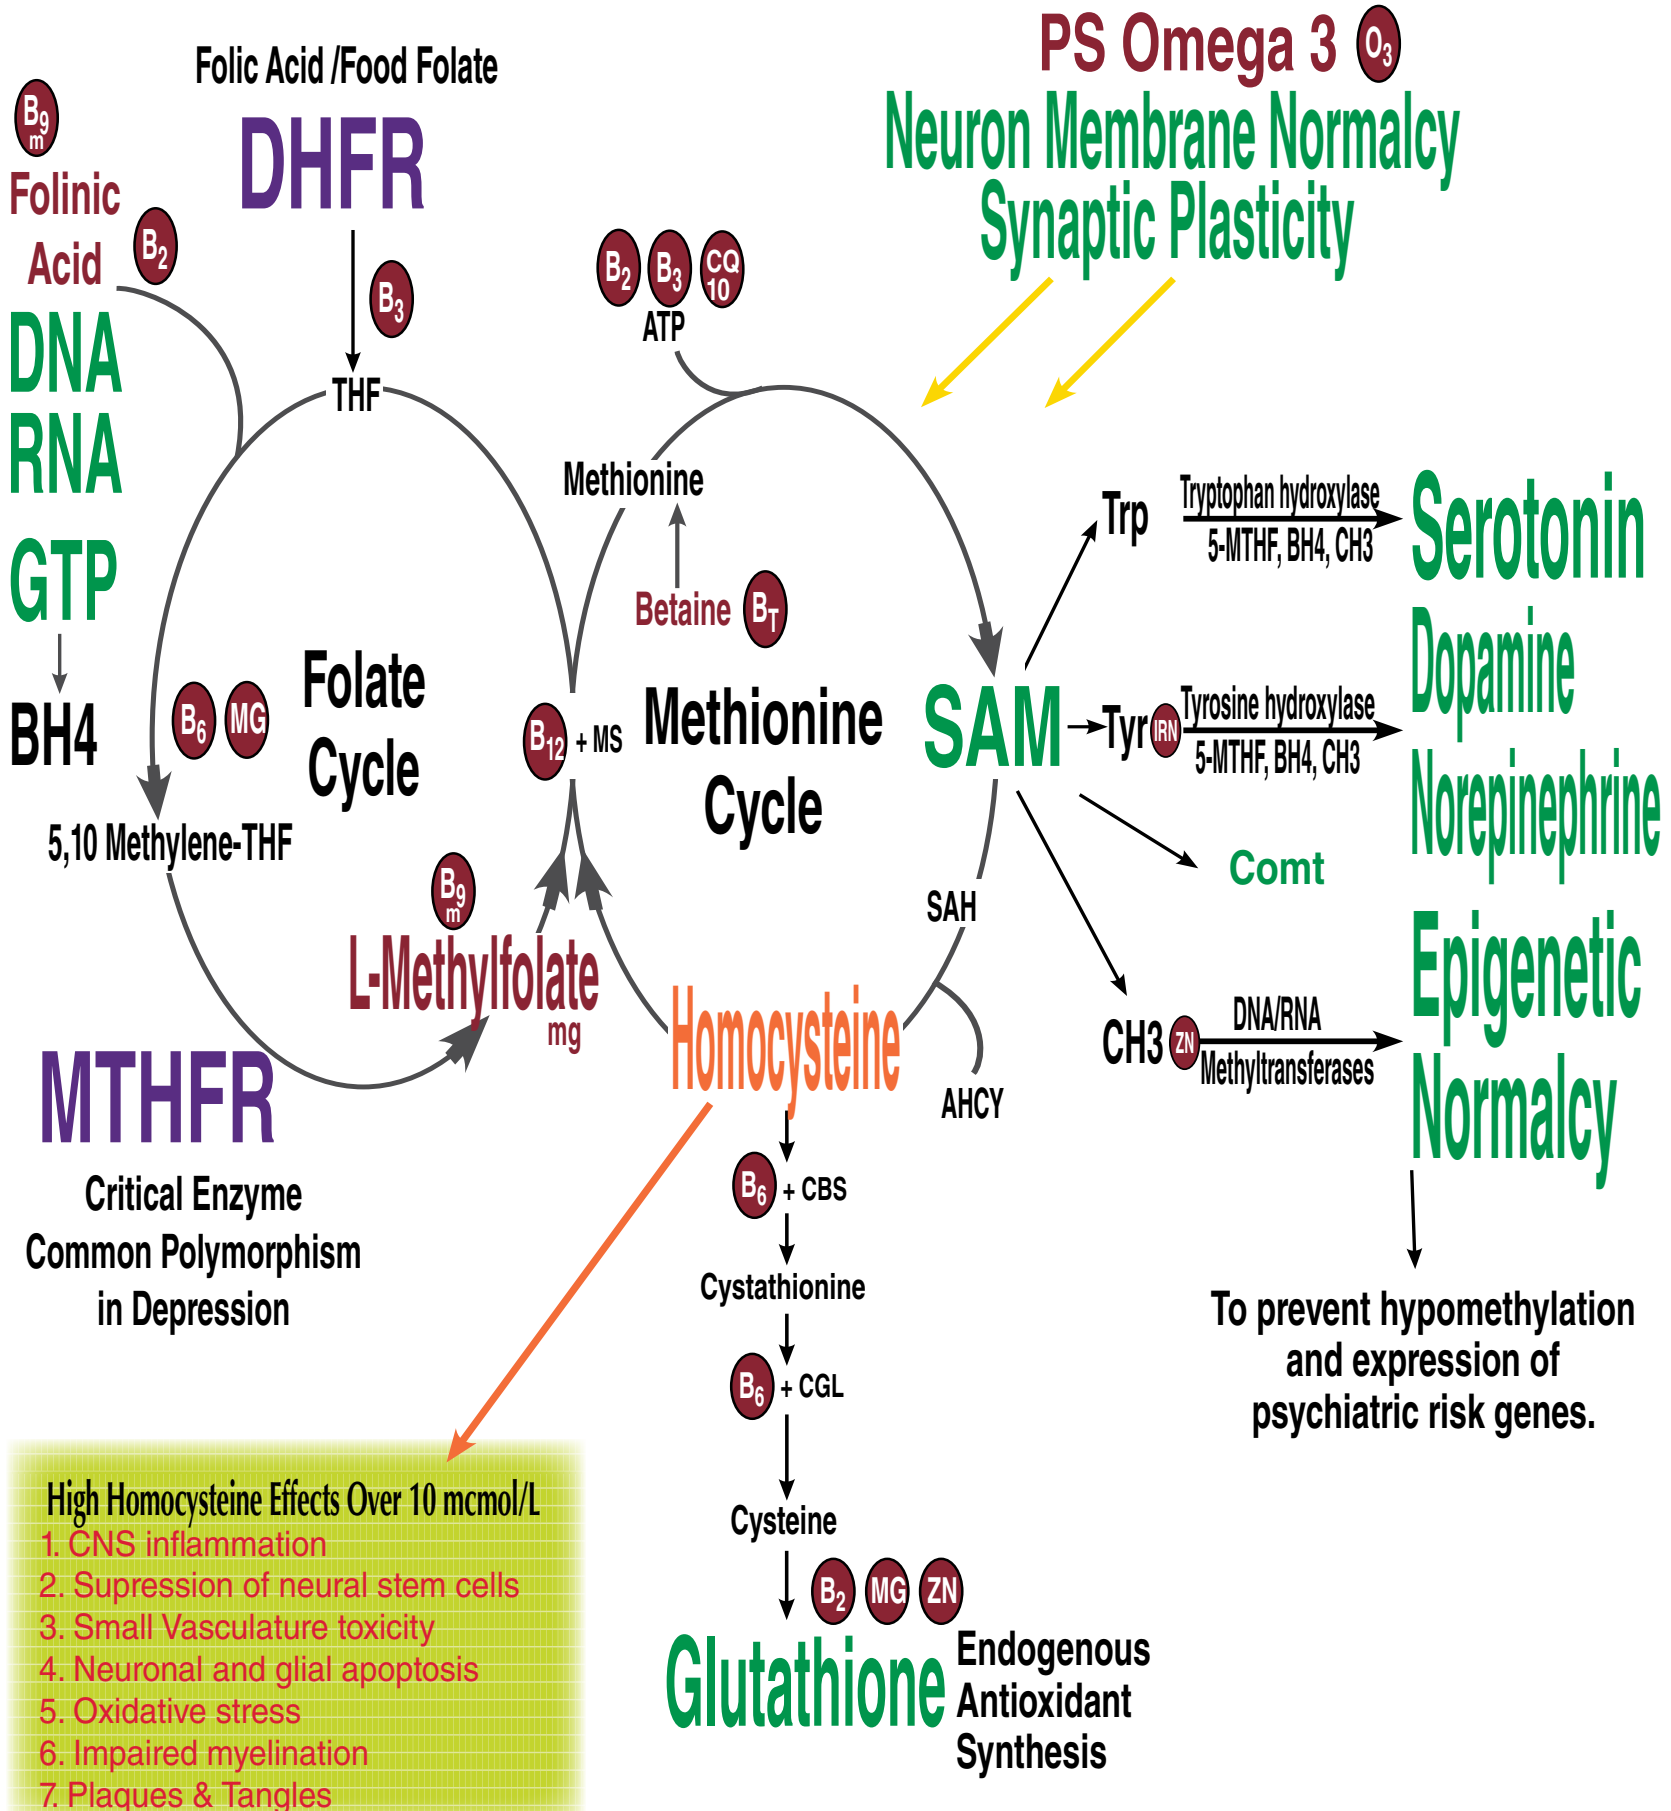 PS Omega 3 O3
Neuron Membrane Normalcy
Synaptic Plasticity
Folic Acid /Food Folate
DHFR
B9
m
Folinic
Acid
B2
B3
DNA
RNA
GTP
BH4
THF
B2 B3 CQ
10
ATP
Methionine
Betaine BT
Folate
Cycle
B6 MG
B12 + MS
Methionine
Cycle
SAM
5,10 Methylene-THF
B9
m
L-Methylfolate
mg
MTHFR
Critical Enzyme
Common Polymorphism
in Depression
Trp
Tryptophan hydroxylase
5-MTHF, BH4, CH3
Serotonin
Tyr IRN
Tyrosine hydroxylase
5-MTHF, BH4, CH3
Dopamine
Norepinephrine
Comt
SAH
AHCY
CH3 ZN
DNA/RNA
Methyltransferases
Epigenetic
Normalcy
To prevent hypomethylation
and expression of
psychiatric risk genes.
Homocysteine
B6 + CBS
Cystathionine
B6 + CGL
Cysteine
B2 MG ZN
Glutathione
Endogenous
Antioxidant
Synthesis
High Homocysteine Effects Over 10 mcmol/L
1. CNS inflammation
2. Supression of neural stem cells
3. Small Vasculature toxicity
4. Neuronal and glial apoptosis
5. Oxidative stress
6. Impaired myelination
7. Plaques & Tangles